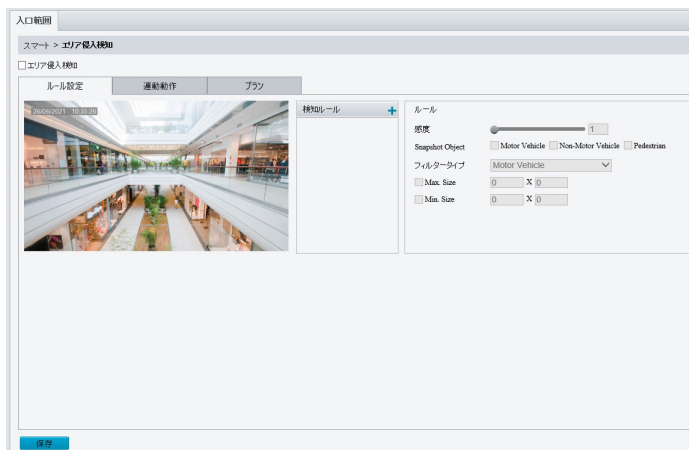 入口範囲
スマート > エリア侵入検知
エリア侵入検知
ルール設定 連動動作 プラン
26/06/2021 10:35:26
検知ルール +
ルール
感度 1
Snapshot Object Motor Vehicle Non-Motor Vehicle Pedestrian
フィルタータイプ Motor Vehicle
Max. Size 0 X 0
Min. Size 0 X 0
保存